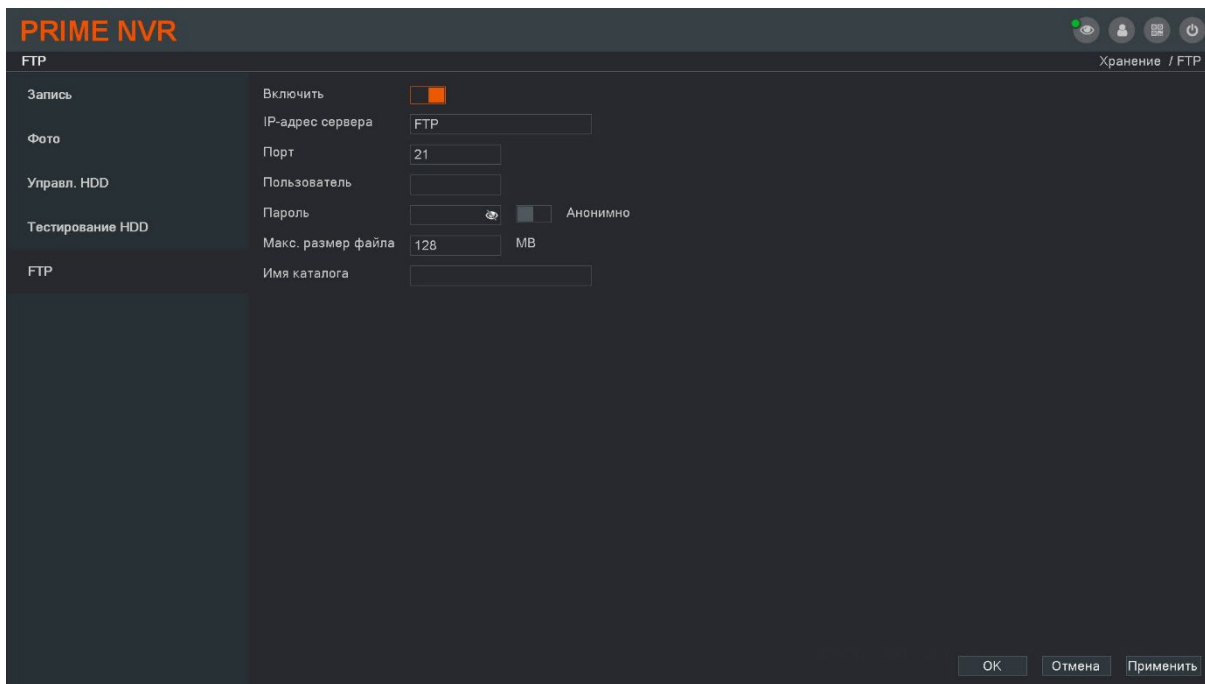 PRIME NVR
FTP
Хранение / FTP
Запись
Фото
Управл. HDD
Тестирование HDD
FTP
Включить
IP-адрес сервера FTP
Порт 21
Пользователь
Пароль Анонимно
Макс. размер файла 128 MB
Имя каталога
OK Отмена Применить